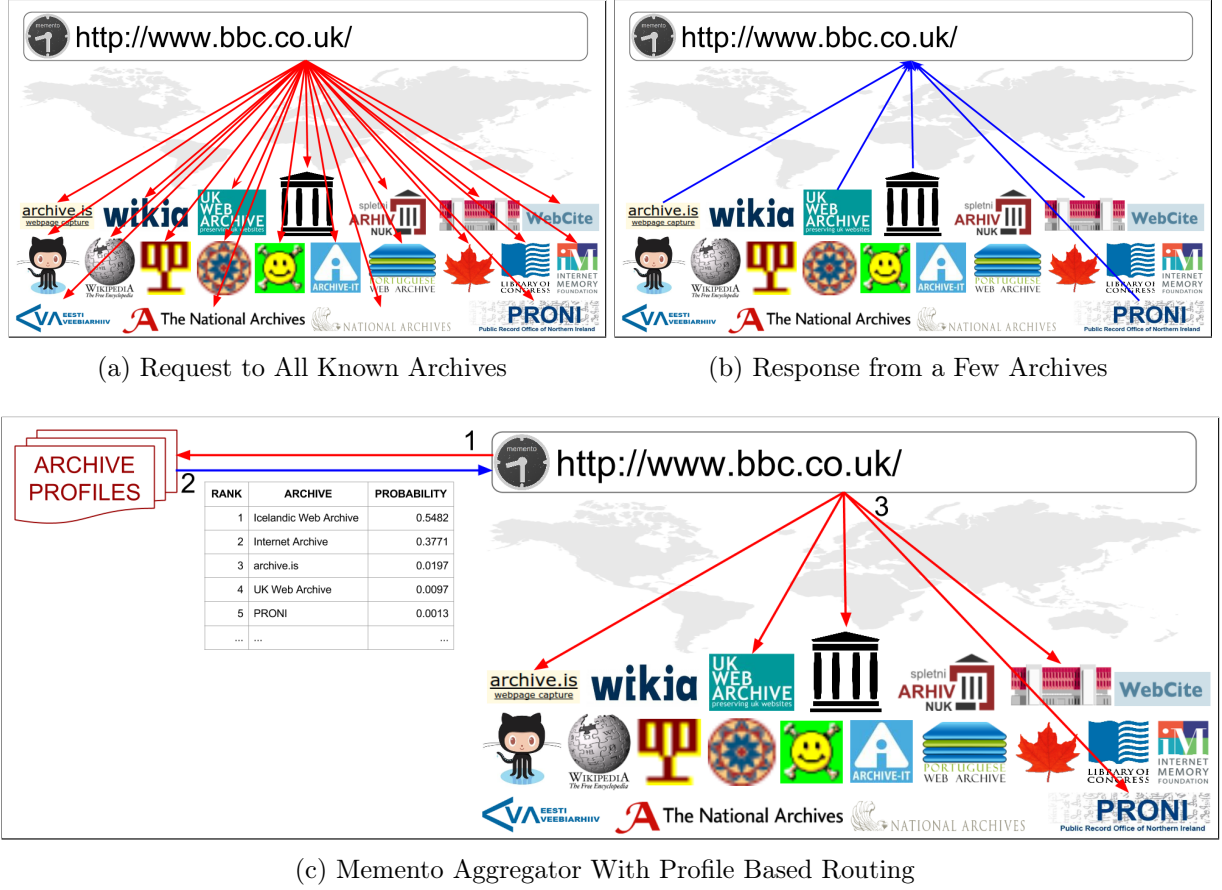 memento
http://www.bbc.co.uk/
archive.is
webpage capture
wikia
UK
WEB
ARCHIVE
preserving uk websites
spletni
ARHIV
NUK
WebCite
WIKIPEDIA
The Free Encyclopedia
ARCHIVE-IT
PORTUGUESE
WEB ARCHIVE
LIBRARY OF
CONGRESS
INTERNET
MEMORY
FOUNDATION
EESTI
VEEBIARHIIV
The National Archives
NATIONAL ARCHIVES
PRONI
Public Record Office of Northern Ireland
(a) Request to All Known Archives
memento
http://www.bbc.co.uk/
archive.is
webpage capture
wikia
UK
WEB
ARCHIVE
preserving uk websites
spletni
ARHIV
NUK
WebCite
WIKIPEDIA
The Free Encyclopedia
ARCHIVE-IT
PORTUGUESE
WEB ARCHIVE
LIBRARY OF
CONGRESS
INTERNET
MEMORY
FOUNDATION
EESTI
VEEBIARHIIV
The National Archives
NATIONAL ARCHIVES
PRONI
Public Record Office of Northern Ireland
(b) Response from a Few Archives
ARCHIVE
PROFILES
1
2
memento
http://www.bbc.co.uk/
3
RANK ARCHIVE PROBABILITY
1 Icelandic Web Archive 0.5482
2 Internet Archive 0.3771
3 archive.is 0.0197
4 UK Web Archive 0.0097
5 PRONI 0.0013
... ... ...
archive.is
webpage capture
wikia
UK
WEB
ARCHIVE
preserving uk websites
spletni
ARHIV
NUK
WebCite
WIKIPEDIA
The Free Encyclopedia
ARCHIVE-IT
PORTUGUESE
WEB ARCHIVE
LIBRARY OF
CONGRESS
INTERNET
MEMORY
FOUNDATION
EESTI
VEEBIARHIIV
The National Archives
NATIONAL ARCHIVES
PRONI
Public Record Office of Northern Ireland
(c) Memento Aggregator With Profile Based Routing